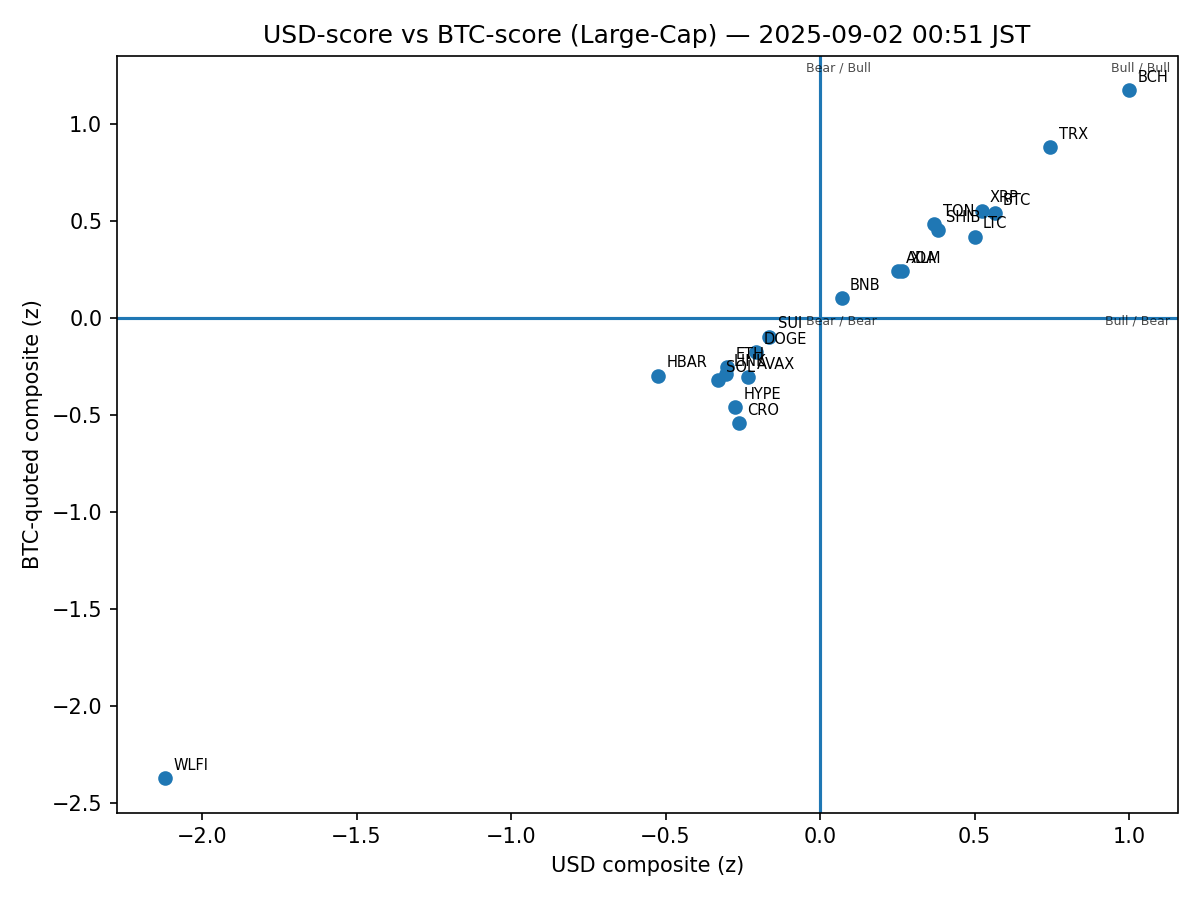 USD-score vs BTC-score (Large-Cap) — 2025-09-02 00:51 JST
Bear / Bull
Bull / Bull
BCH
TRX
XRP
BTC
TON
SHIB
LTC
ADA
XLM
BNB
Bear / Bear
Bull / Bear
SUI
DOGE
ETH
LINK
SOL
AVAX
HBAR
HYPE
CRO
WLFI
1.0
0.5
0.0
−0.5
−1.0
−1.5
−2.0
−2.5
BTC-quoted composite (z)
−2.0
−1.5
−1.0
−0.5
0.0
0.5
1.0
USD composite (z)